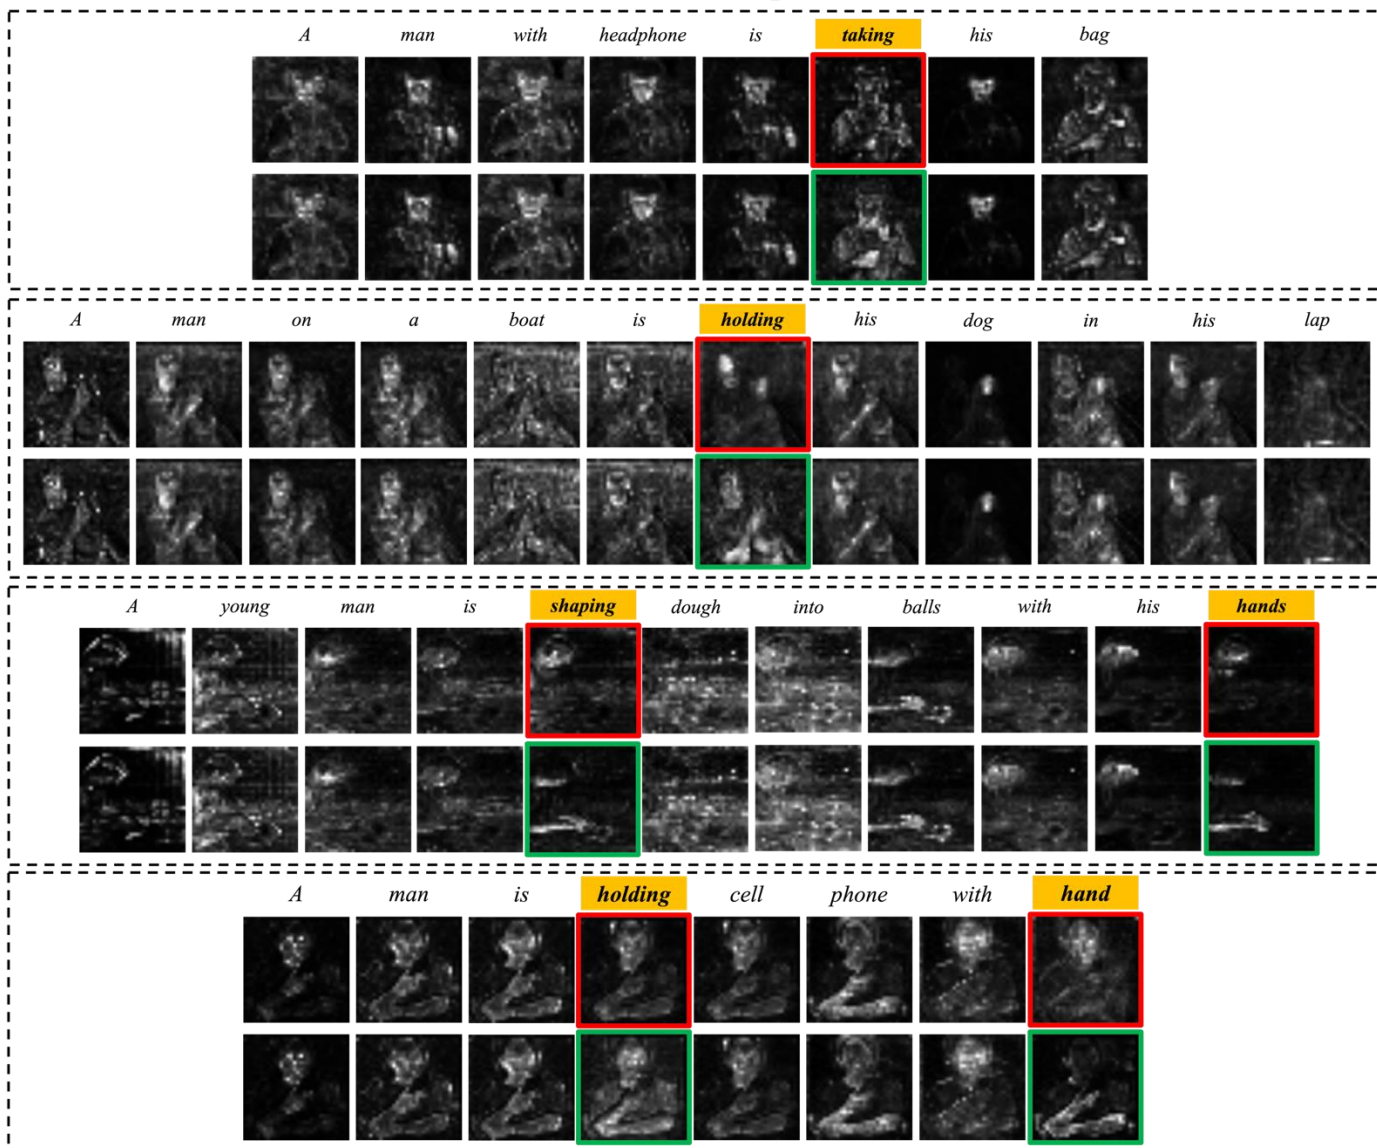 A man with headphone is taking his bag
A man on a boat is holding his dog in his lap
A young man is shaping dough into balls with his hands
A man is holding cell phone with hand